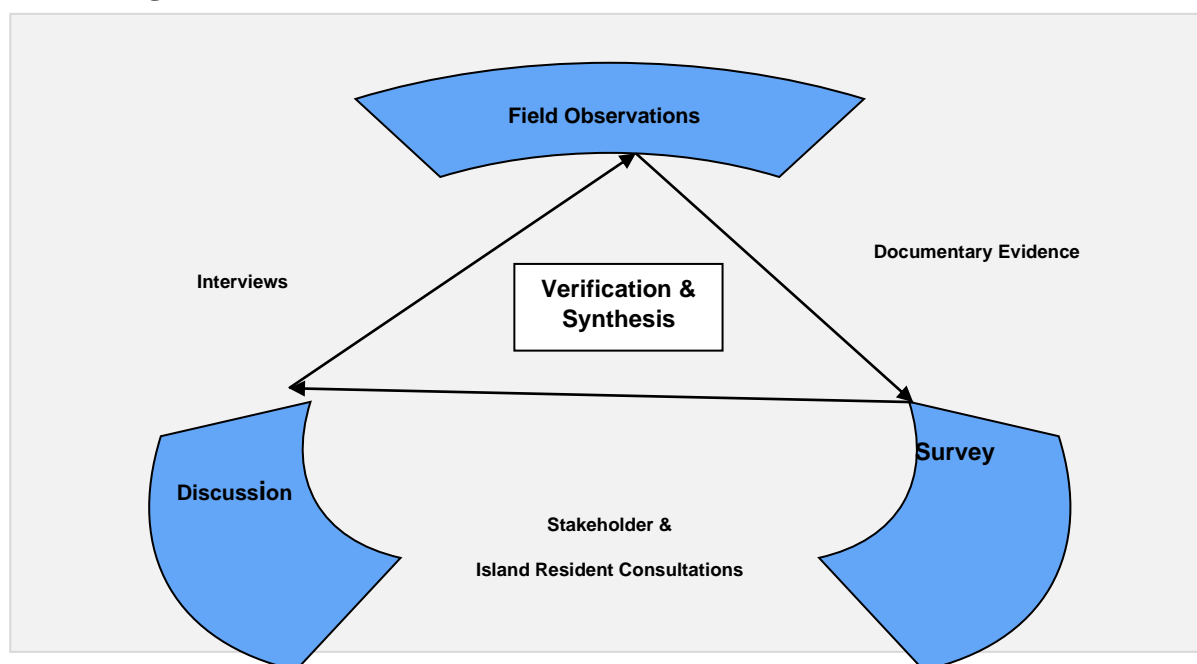 Field Observations
Documentary Evidence
Interviews
Verification &
Synthesis
Survey
Discussion
Stakeholder &
Island Resident Consultations